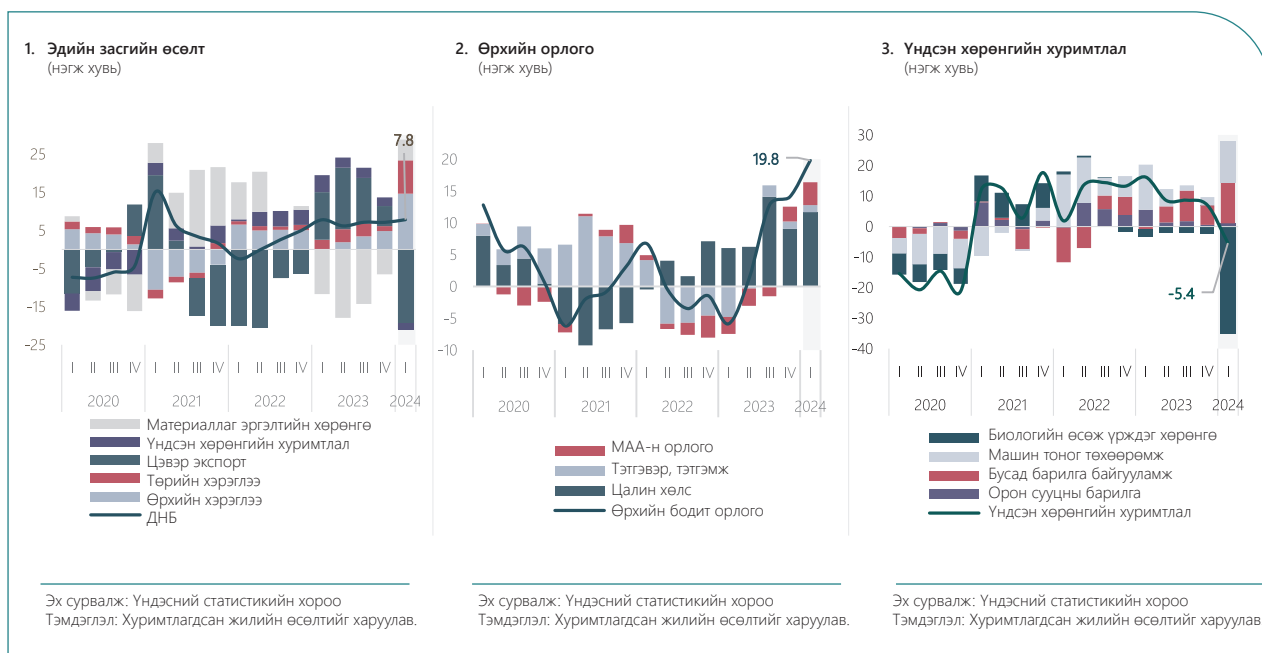 1. Эдийн засгийн өсөлт
(нэгж хувь)
7.8
25
15
5
-5
-15
-25
I II III IV I II III IV I II III IV I II III IV I
2020 2021 2022 2023 2024
Материаллаг эргэлтийн хөрөнгө
Үндсэн хөрөнгийн хуримтлал
Цэвэр экспорт
Төрийн хэрэглээ
Өрхийн хэрэглээ
ДНБ
Эх сурвалж: Үндэсний статистикийн хороо
Тэмдэглэл: Хуримтлагдсан жилийн өсөлтийг харуулав.
2. Өрхийн орлого
(нэгж хувь)
19.8
20
15
10
5
0
-5
-10
I II III IV I II III IV I II III IV I II III IV I
2020 2021 2022 2023 2024
МАА-н орлого
Тэтгэвэр, тэтгэмж
Цалин хөлс
Өрхийн бодит орлого
Эх сурвалж: Үндэсний статистикийн хороо
Тэмдэглэл: Хуримтлагдсан жилийн өсөлтийг харуулав.
3. Үндсэн хөрөнгийн хуримтлал
(нэгж хувь)
30
20
10
0
-10
-20
-30
-40
-5.4
I II III IV I II III IV I II III IV I II III IV I
2020 2021 2022 2023 2024
Биологийн өсөж үрждэг хөрөнгө
Машин тоног төхөөрөмж
Бусад барилга байгууламж
Орон сууцны барилга
Үндсэн хөрөнгийн хуримтлал
Эх сурвалж: Үндэсний статистикийн хороо
Тэмдэглэл: Хуримтлагдсан жилийн өсөлтийг харуулав